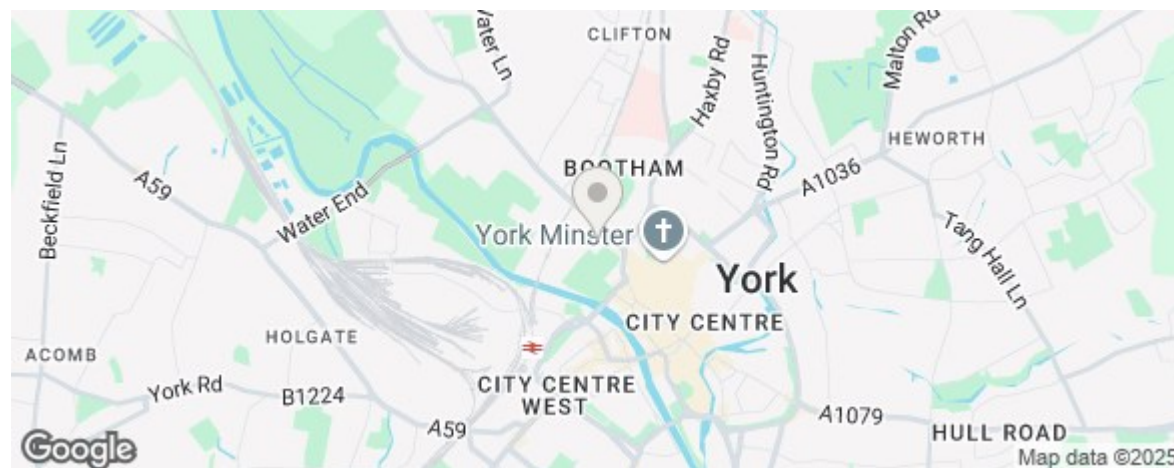 CLIFTON
Water Ln
Haxby Rd
Huntington Rd
Malton Rd
HEWORTH
A1036
BOOTHAM
Beckfield Ln
A59
Water End
York Minster
York
Tang Hall Ln
CITY CENTRE
HOLGATE
ACOMB
York Rd
B1224
CITY CENTRE
WEST
A59
A1079
HULL ROAD
Google
Map data ©2025